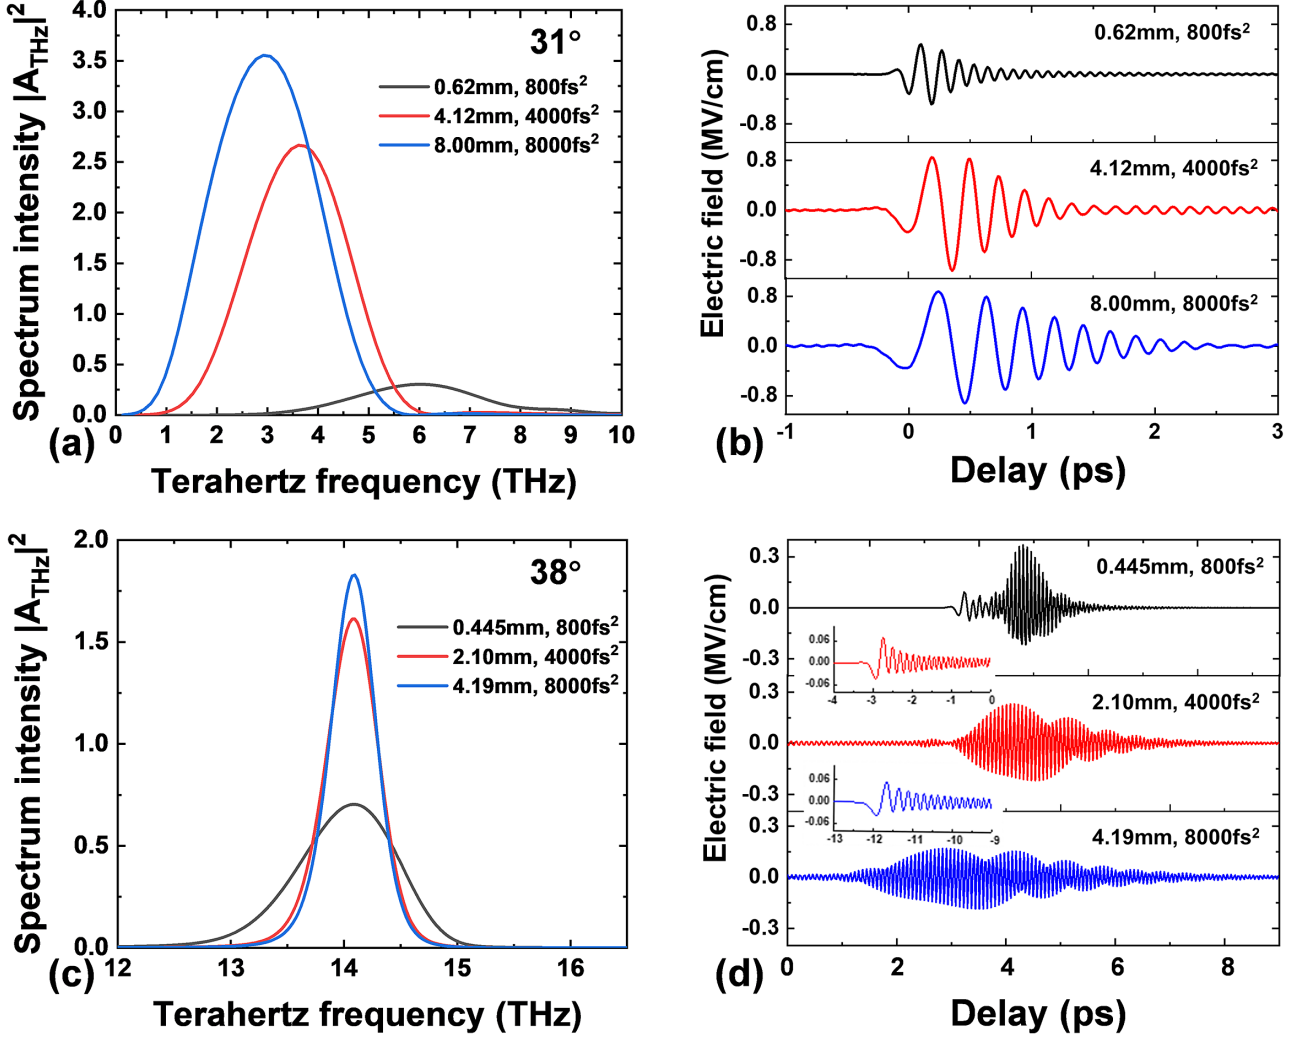 Spectrum intensity |A_THz|²
4.0
3.5
3.0
2.5
2.0
1.5
1.0
0.5
0.0
31°
0.62mm, 800fs²
4.12mm, 4000fs²
8.00mm, 8000fs²
0 1 2 3 4 5 6 7 8 9 10
(a)
Terahertz frequency (THz)
Electric field (MV/cm)
0.62mm, 800fs²
0.8
0.0
-0.8
4.12mm, 4000fs²
0.8
0.0
-0.8
8.00mm, 8000fs²
0.8
0.0
-0.8
-1 0 1 2 3
(b)
Delay (ps)
Spectrum intensity |A_THz|²
2.0
1.5
1.0
0.5
0.0
38°
0.445mm, 800fs²
2.10mm, 4000fs²
4.19mm, 8000fs²
12 13 14 15 16
(c)
Terahertz frequency (THz)
Electric field (MV/cm)
0.445mm, 800fs²
0.3
0.0
-0.3
0.06
0.00
-0.06
-4 -3 -2 -1 0
2.10mm, 4000fs²
0.3
0.0
-0.3
0.06
0.00
-0.06
-13 -12 -11 -10 -9
4.19mm, 8000fs²
0.3
0.0
-0.3
0 2 4 6 8
(d)
Delay (ps)